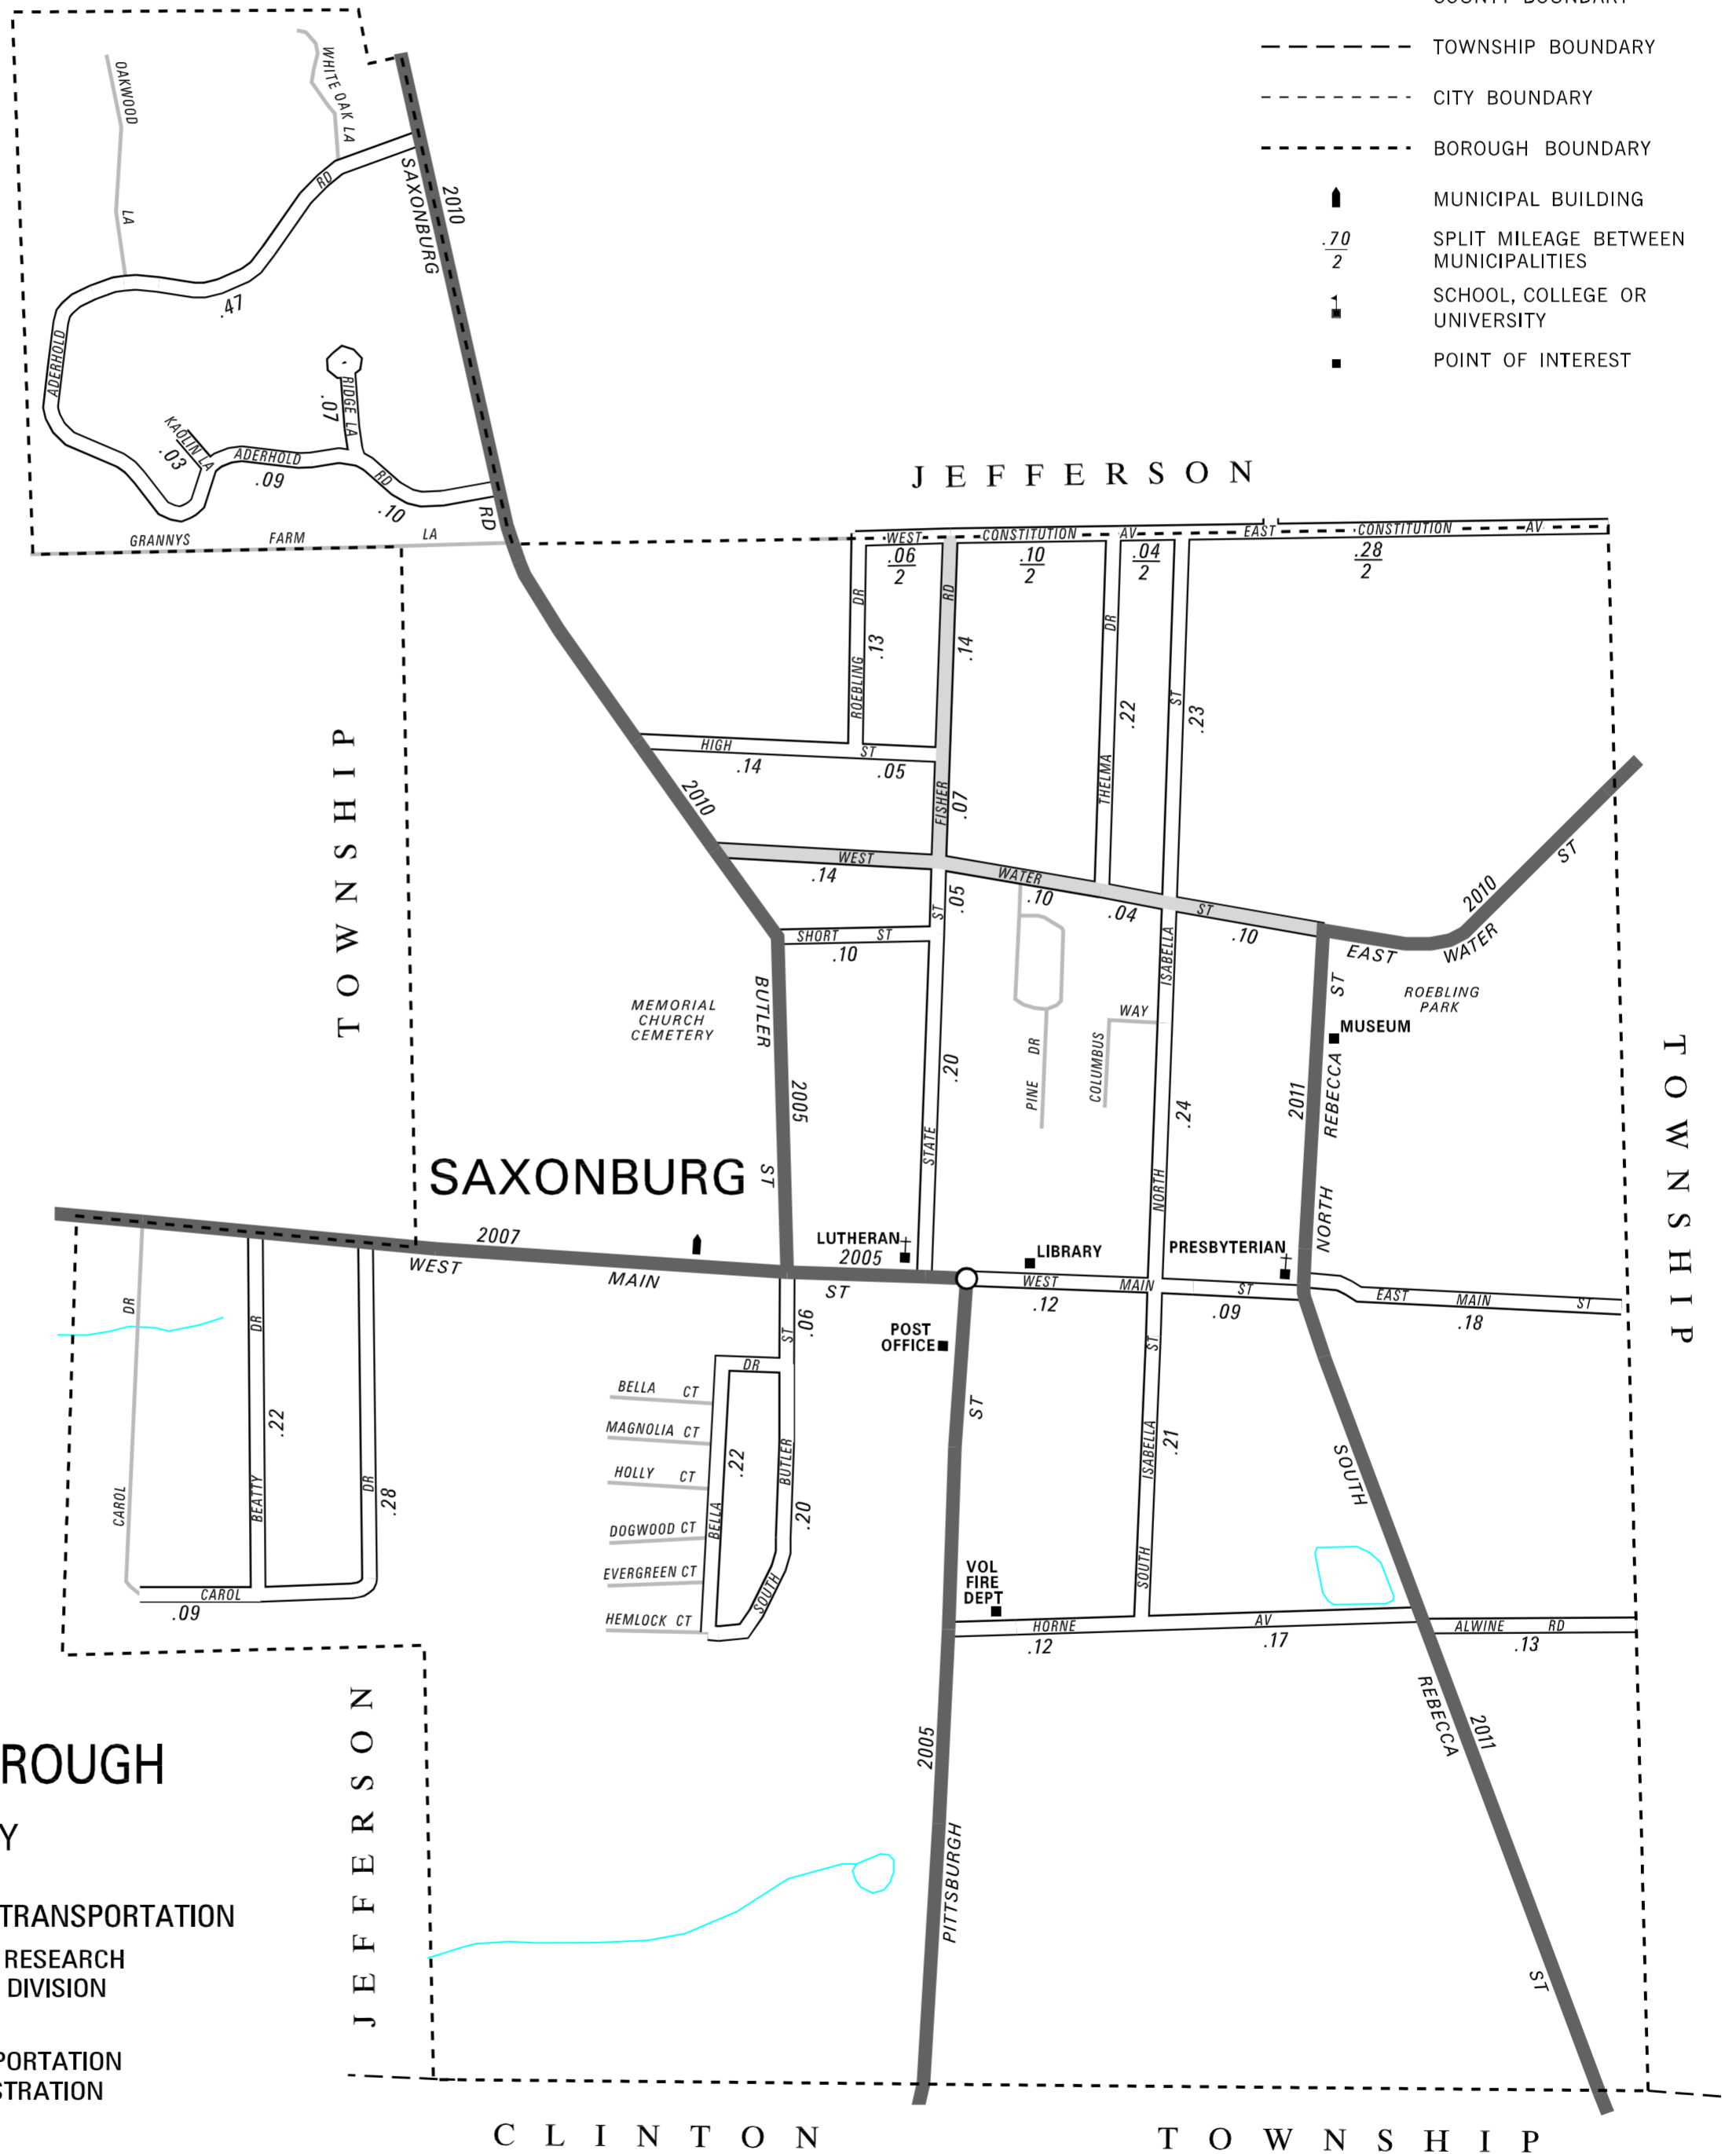 TOWNSHIP BOUNDARY
CITY BOUNDARY
BOROUGH BOUNDARY
MUNICIPAL BUILDING
.70
2
SPLIT MILEAGE BETWEEN
MUNICIPALITIES
SCHOOL, COLLEGE OR
UNIVERSITY
POINT OF INTEREST
OAKWOOD
LA
WHITE OAK LA
RD
SAXONBURG
2010
.47
ADERHOLD
RIDGE LA
.07
KAOLIN LA
.03
ADERHOLD
.09
RD
.10
RD
GRANNYS FARM LA
JEFFERSON
WEST CONSTITUTION AV
EAST CONSTITUTION AV
.06
2
.10
2
.04
2
.28
2
DR
.13
ROEBLING
RD
.14
DR
.22
THELMA
ST
.23
HIGH ST
.14
.05
2010
FISHER
.07
TOWNSHIP
WEST WATER ST
.14
.10
.04
.10
ST
.05
SHORT ST
.10
EAST WATER ST
2010
ROEBLING
PARK
MEMORIAL
CHURCH
CEMETERY
BUTLER
ST
2005
STATE
.20
PINE DR
COLUMBUS
WAY
ISABELLA
.24
NORTH
ST
MUSEUM
REBECCA
2011
NORTH
TOWNSHIP
SAXONBURG
2007
WEST MAIN ST
LUTHERAN
2005
LIBRARY
PRESBYTERIAN
WEST MAIN ST
.12
.09
EAST MAIN ST
.18
POST
OFFICE
ST
.06
DR
BELLA CT
MAGNOLIA CT
HOLLY CT
DOGWOOD CT
EVERGREEN CT
HEMLOCK CT
BELLA
.22
BUTLER
.20
SOUTH
DR
CAROL
DR
BEATTY
.22
DR
.28
CAROL
.09
ST
ST
ISABELLA
.21
SOUTH
VOL
FIRE
DEPT
HORNE AV
.12
.17
ALWINE RD
.13
SOUTH
REBECCA
2011
ST
2005
PITTSBURGH
JEFFERSON
ROUGH
Y
TRANSPORTATION
RESEARCH
DIVISION
PORTATION
STRATION
CLINTON TOWNSHIP